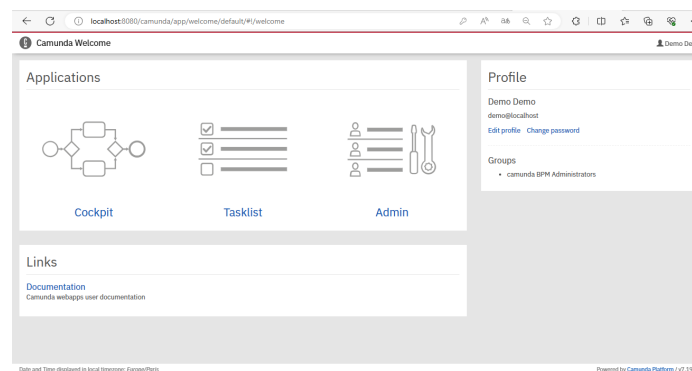 localhost:8080/camunda/app/welcome/default/#!/welcome
Camunda Welcome
Demo De
Applications
Cockpit
Tasklist
Admin
Links
Documentation
Camunda webapps user documentation
Profile
Demo Demo
demo@localhost
Edit profile Change password
Groups
camunda BPM Administrators
Date and Time displayed in local timezone: Europe/Paris
Powered by Camunda Platform / v7.19